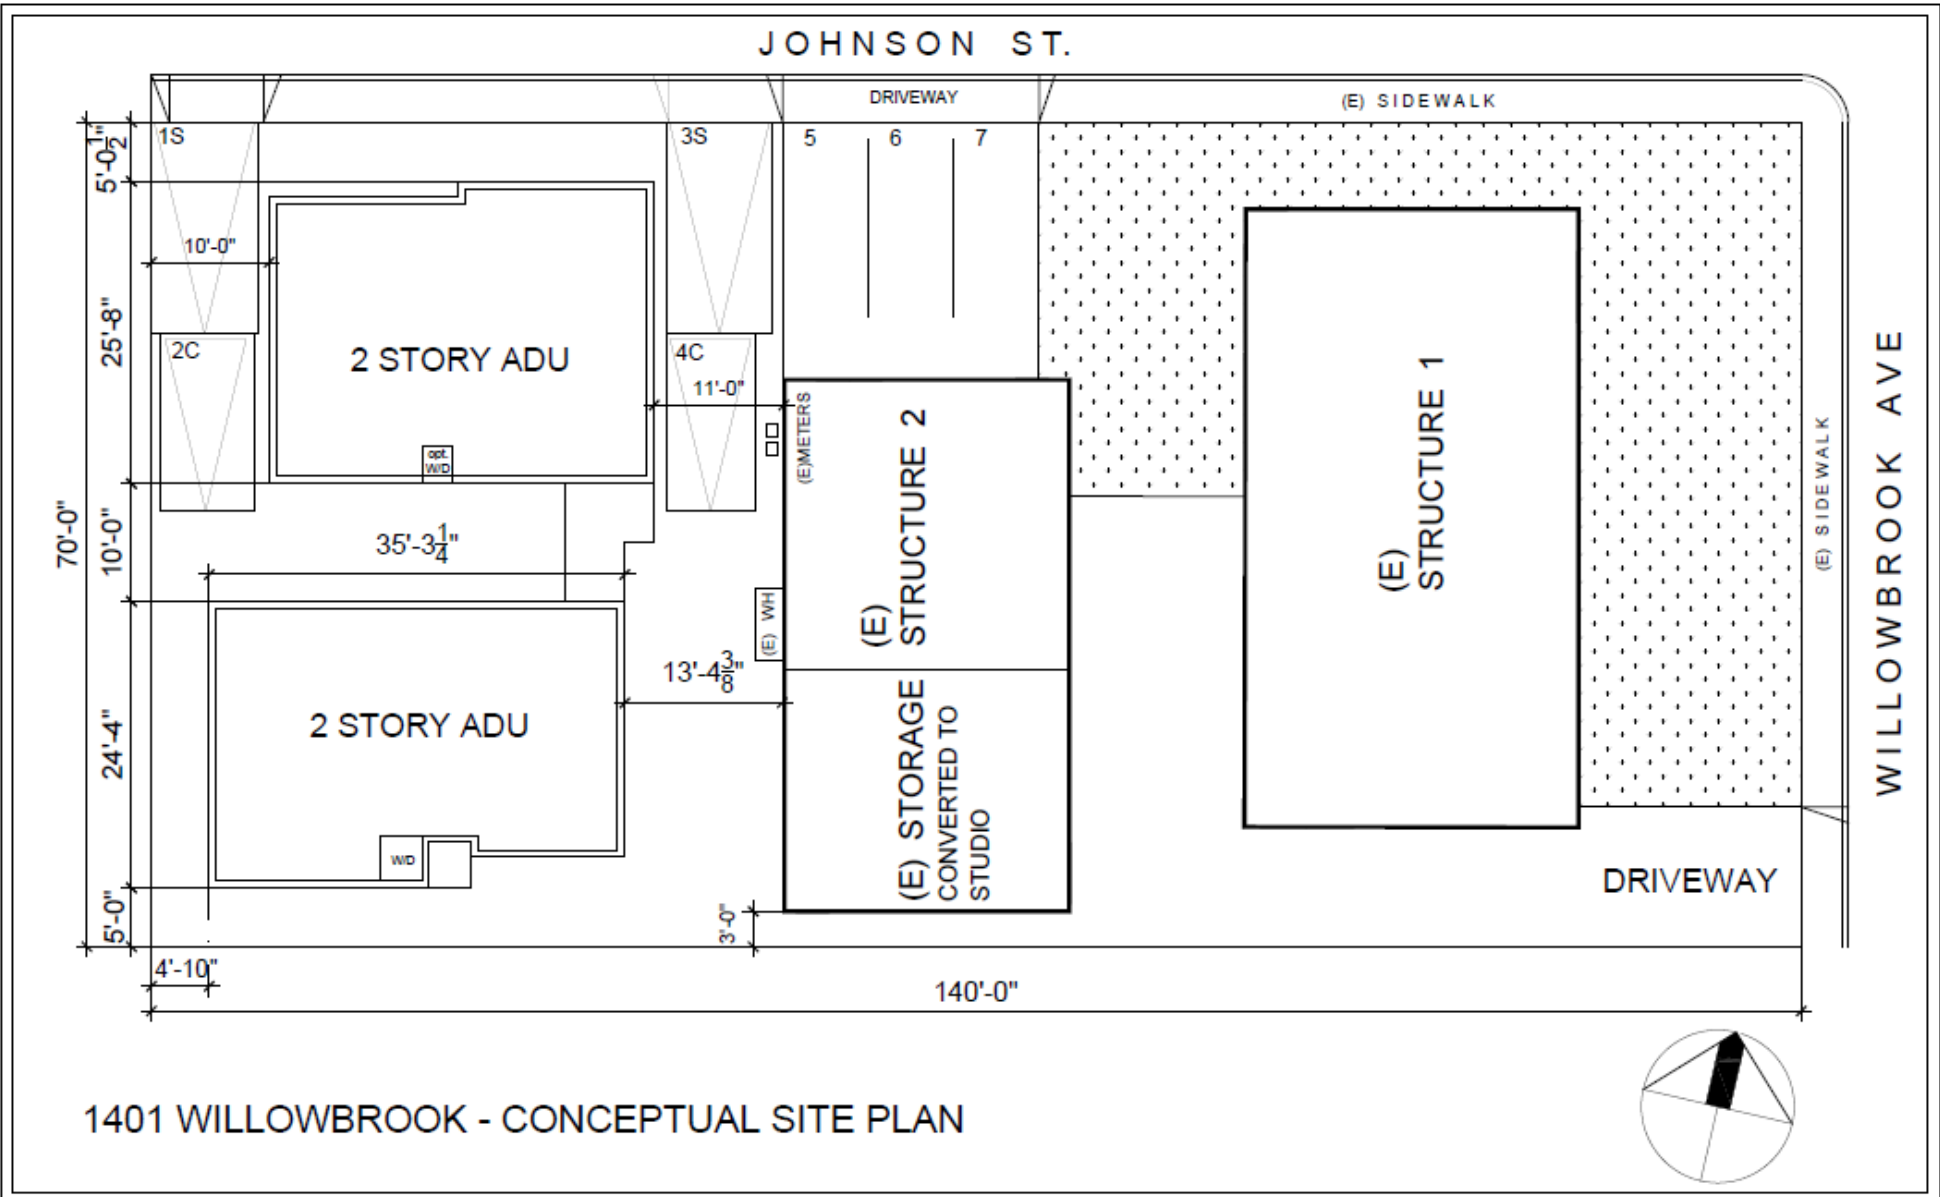 JOHNSON ST.
DRIVEWAY
(E) SIDEWALK
1S
3S
5
6
7
5'-0 1/2"
10'-0"
25'-8"
2C
4C
2 STORY ADU
11'-0"
(E)METERS
opt.
W/D
(E)
STRUCTURE 2
(E)
STRUCTURE 1
(E) SIDEWALK
WILLOWBROOK AVE
70'-0"
10'-0"
35'-3 1/4"
(E) WH
13'-4 3/8"
24'-4"
2 STORY ADU
W/D
(E) STORAGE
CONVERTED TO
STUDIO
DRIVEWAY
5'-0"
3'-0"
4'-10"
140'-0"
1401 WILLOWBROOK - CONCEPTUAL SITE PLAN